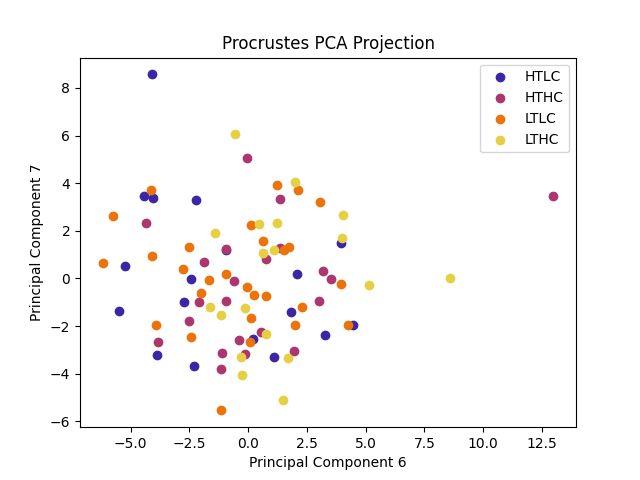 Procrustes PCA Projection
HTLC
HTHC
LTLC
LTHC
8
6
4
2
0
−2
−4
−6
Principal Component 7
−5.0
−2.5
0.0
2.5
5.0
7.5
10.0
12.5
Principal Component 6